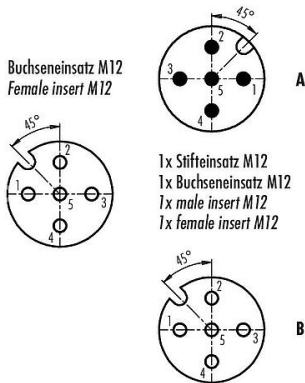 Buchseneinsatz M12
Female insert M12
45°
2
1
5
3
4
45°
2
3
5
1
4
A
1x Stifteinsatz M12
1x Buchseneinsatz M12
1x male insert M12
1x female insert M12
45°
2
1
5
3
4
B